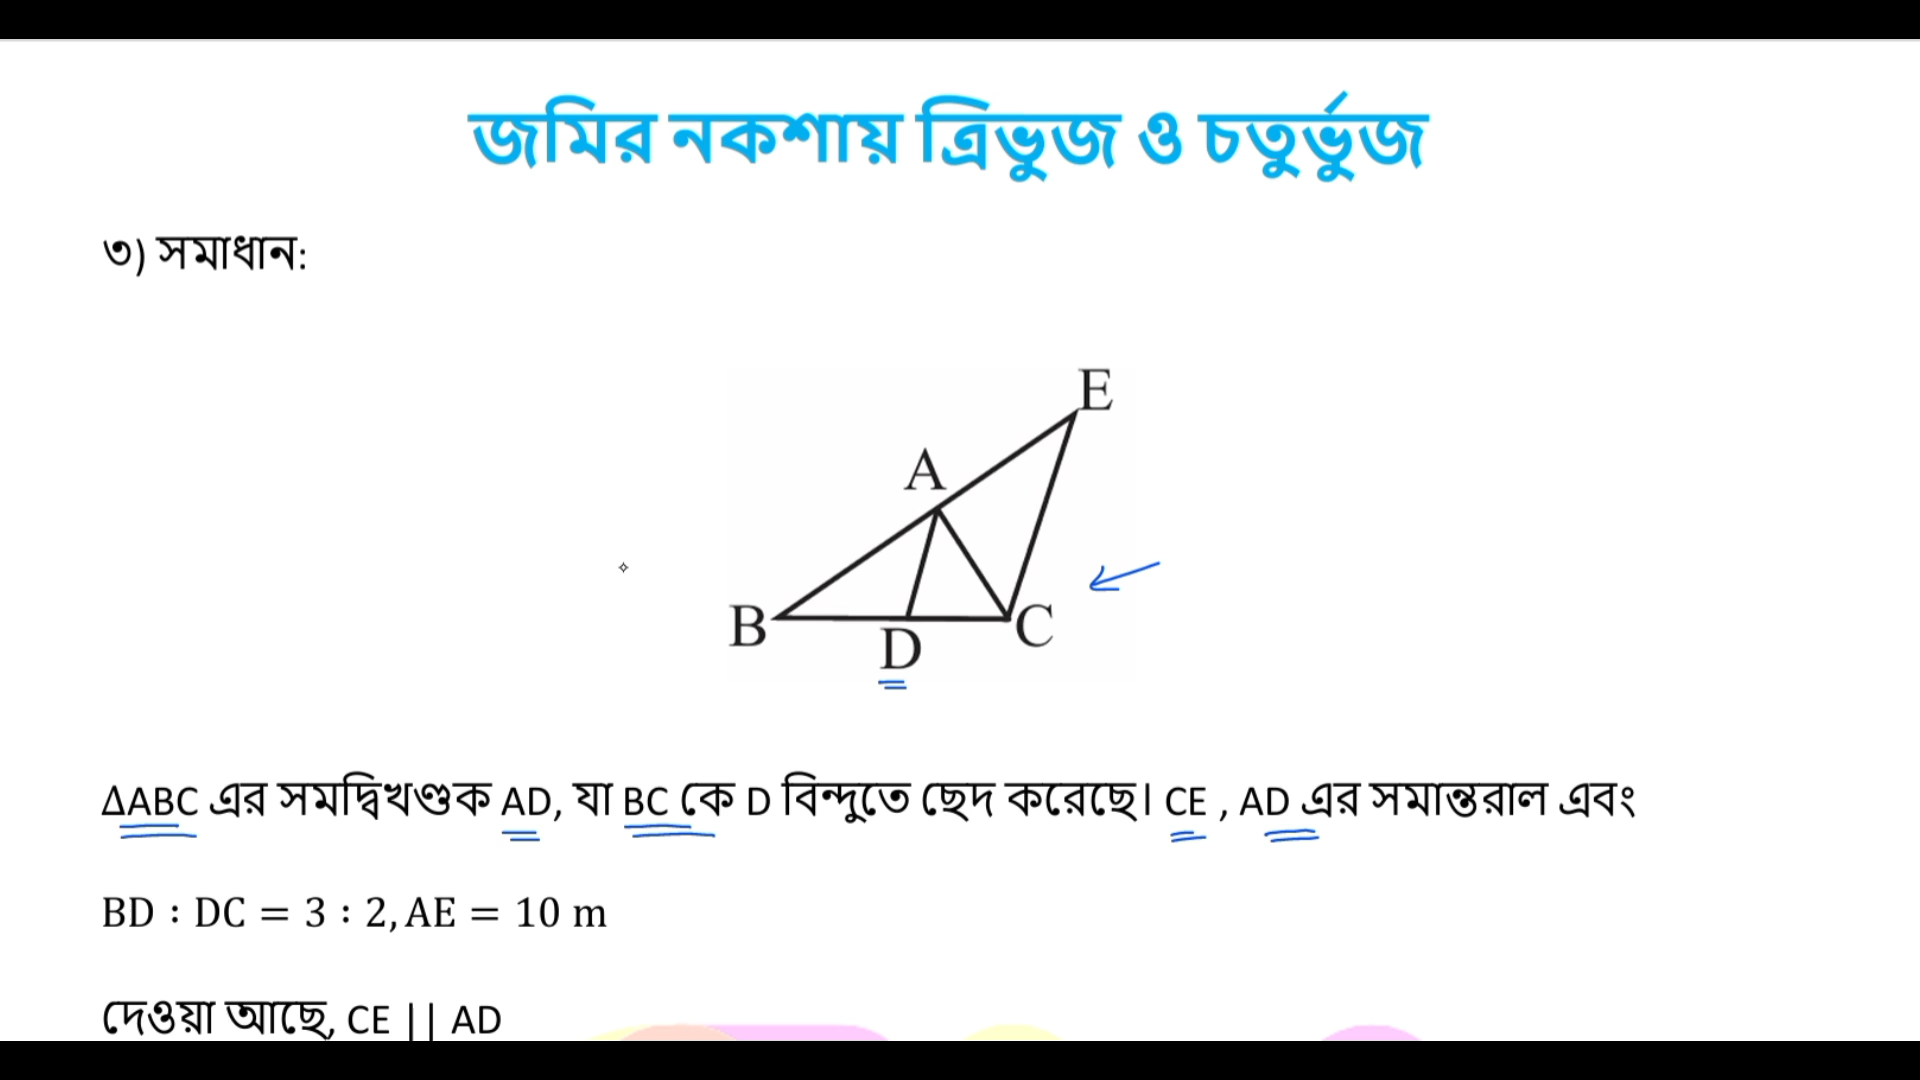 জমির নকশায় ত্রিভুজ ও চতুর্ভুজ
৩) সমাধান:
E
A
B
C
D
ΔABC এর সমদ্বিখণ্ডক AD, যা BC কে D বিন্দুতে ছেদ করেছে। CE , AD এর সমান্তরাল এবং
BD : DC = 3 : 2, AE = 10 m
দেওয়া আছে, CE || AD